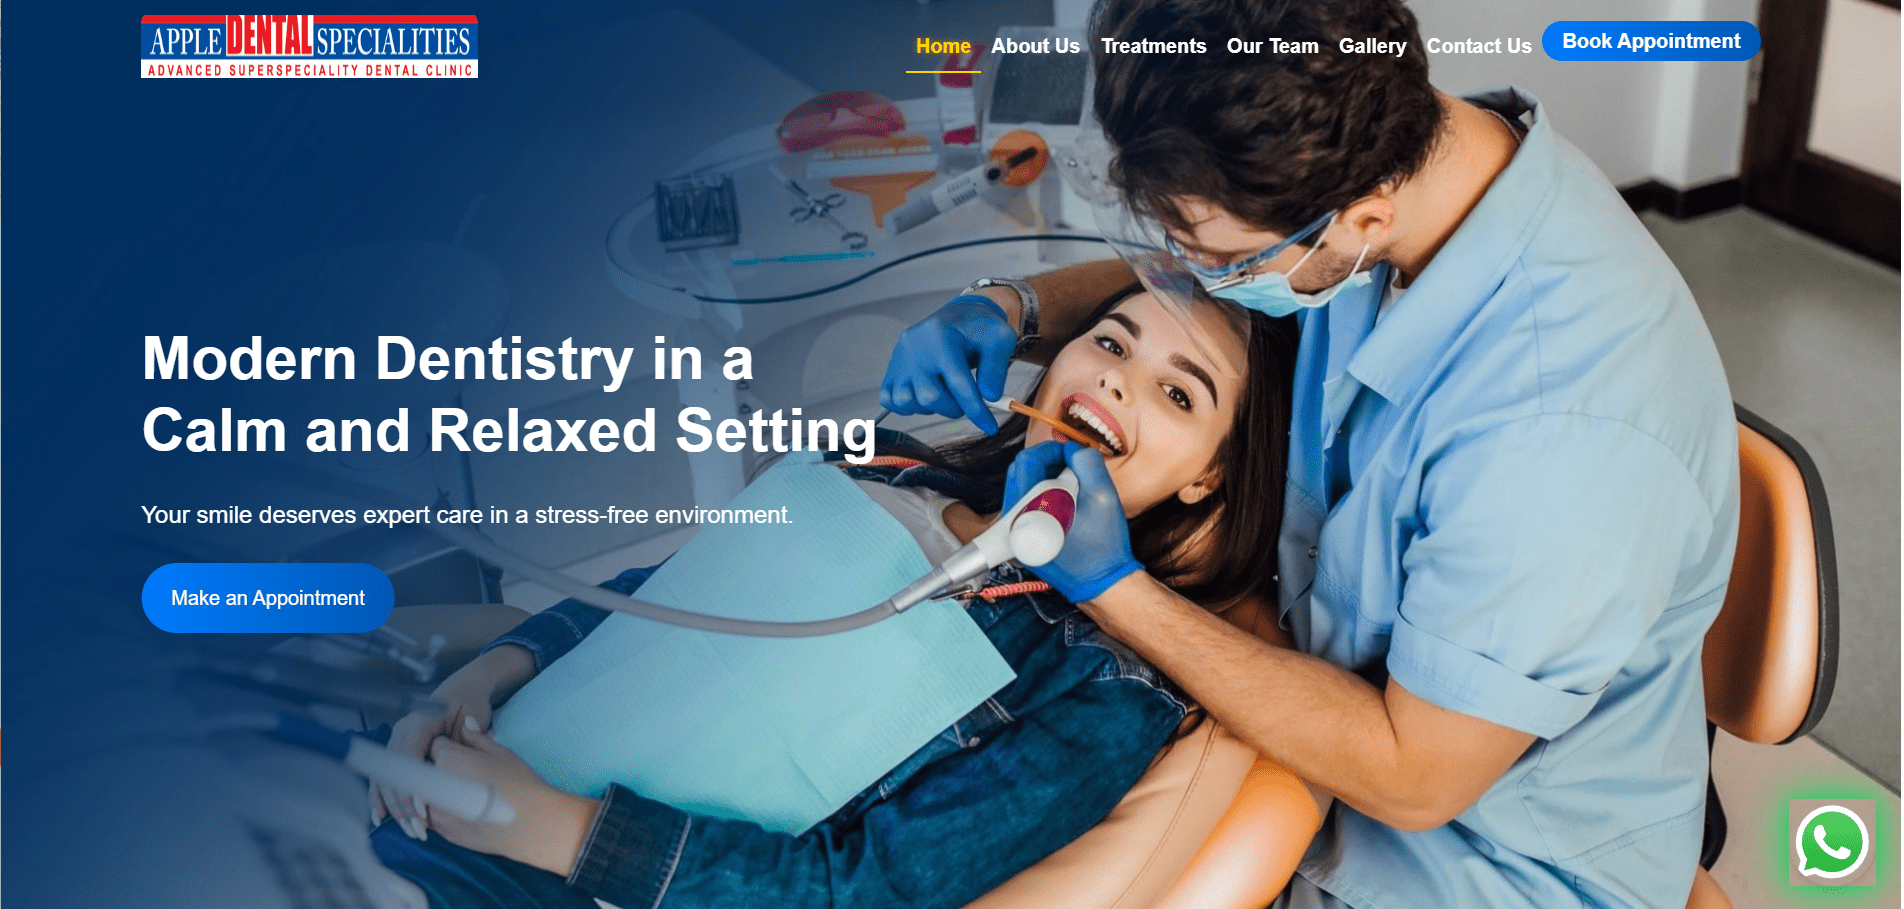 APPLE DENTAL SPECIALITIES
ADVANCED SUPERSPECIALITY DENTAL CLINIC
Home
About Us
Treatments
Our Team
Gallery
Contact Us
Book Appointment
Modern Dentistry in a
Calm and Relaxed Setting
Your smile deserves expert care in a stress-free environment.
Make an Appointment